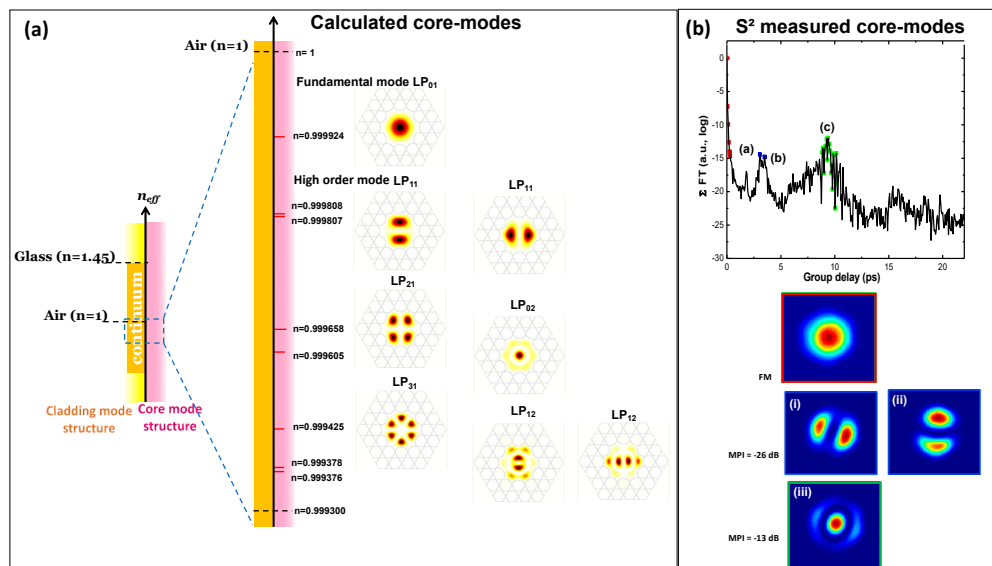 (a)
Calculated core-modes
Air (n=1)
n= 1
Fundamental mode LP01
n=0.999924
High order mode LP11
LP11
n=0.999808
n=0.999807
neff
Glass (n=1.45)
Air (n=1)
continuum
Cladding mode
structure
Core mode
structure
LP21
LP02
n=0.999658
n=0.999605
LP31
LP12
LP12
n=0.999425
n=0.999378
n=0.999376
n=0.999300
(b)
S² measured core-modes
Σ FT (a.u., log)
0
-5
-10
-15
-20
-25
-30
(a)
(b)
(c)
0
5
10
15
20
Group delay (ps)
FM
(i)
(ii)
MPI = -26 dB
(iii)
MPI = -13 dB